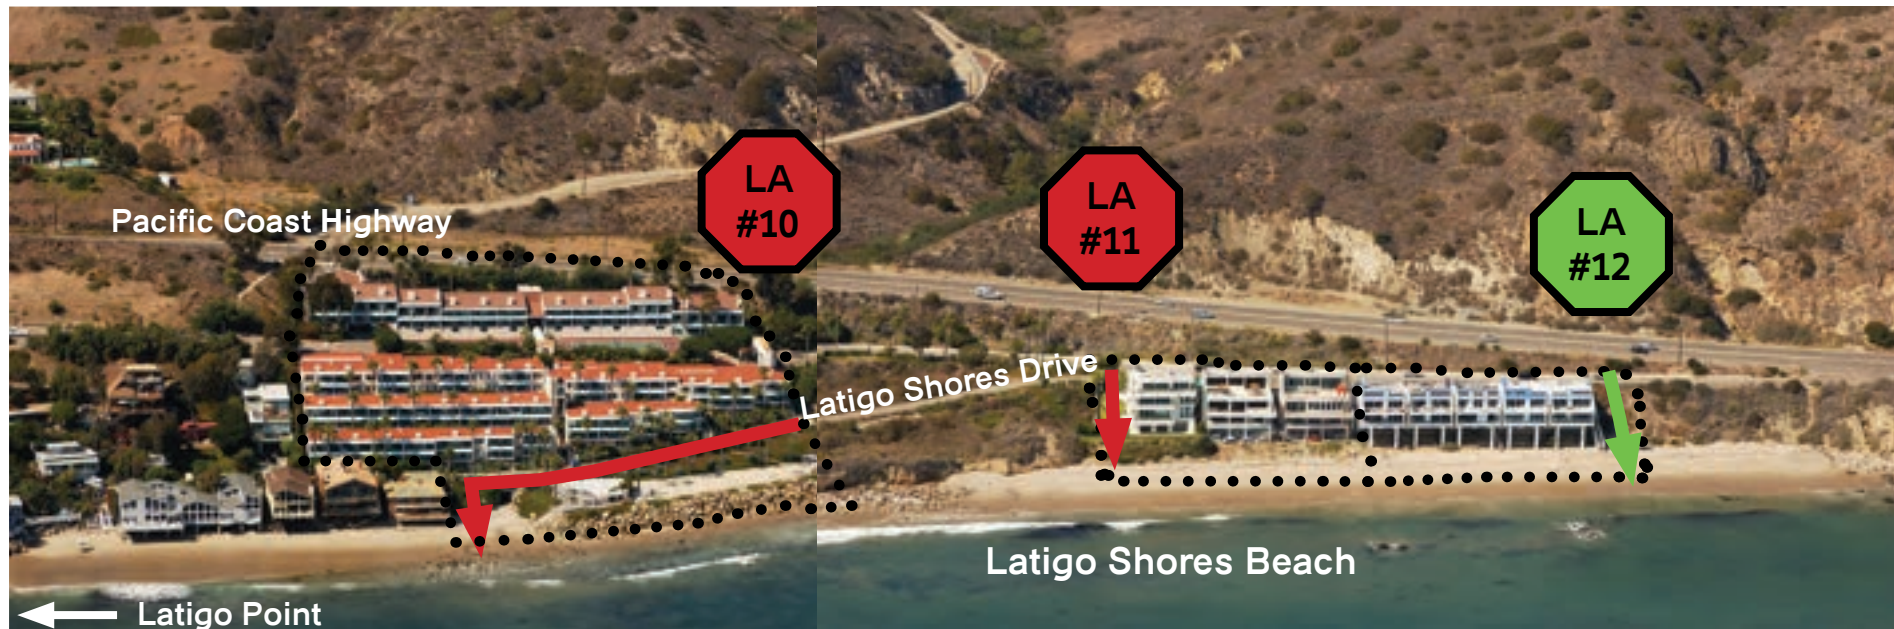 LA
#10
LA
#11
LA
#12
Pacific Coast Highway
Latigo Shores Drive
Latigo Shores Beach
Latigo Point